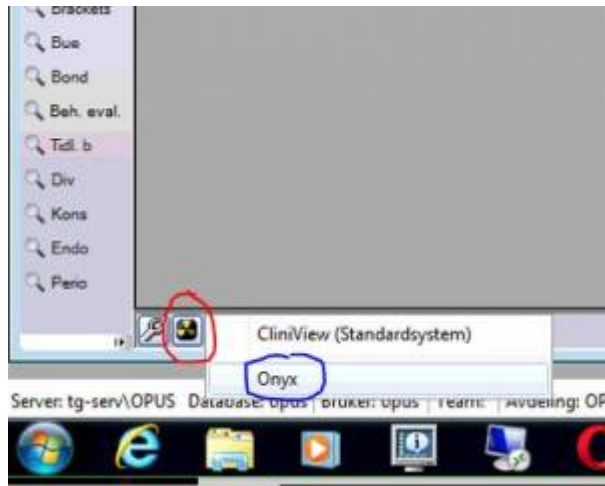 Brackets
Bue
Bond
Beh. eval.
Tidl. b
Div
Kons
Endo
Perio
CliniView (Standardsystem)
Onyx
Server: tg-serv\OPUS Database: opus Bruker: opus Team: Avdeling: OP